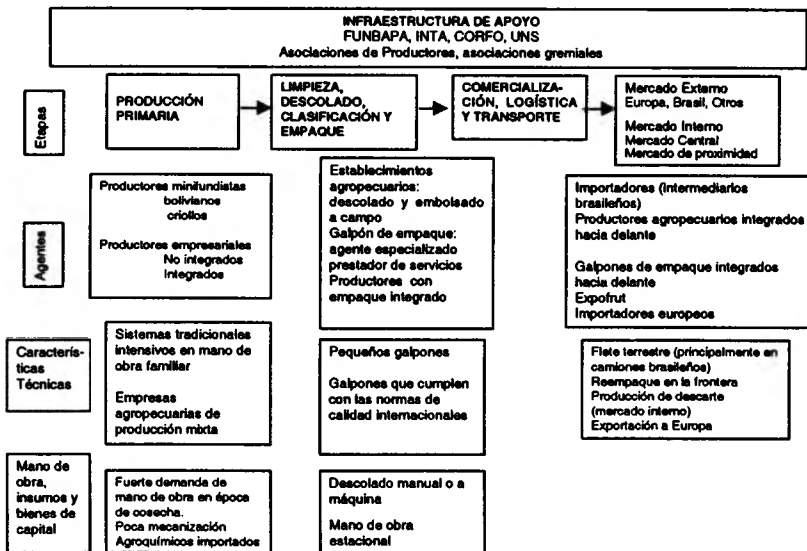 INFRAESTRUCTURA DE APOYO
FUNBAPA, INTA, CORFO, UNS
Asociaciones de Productores, asociaciones gremiales
Etapas
PRODUCCIÓN
PRIMARIA
LIMPIEZA,
DESCOLADO,
CLASIFICACIÓN Y
EMPAQUE
COMERCIALIZA-
CIÓN, LOGÍSTICA
Y TRANSPORTE
Mercado Externo
Europa, Brasil, Otros
Mercado Interno
Mercado Central
Mercado de proximidad
Agentes
Productores minifundistas
bolivianos
criollos
Productores empresariales
No integrados
Integrados
Establecimientos
agropecuarios:
descolado y embolsado
a campo
Galpón de empaque:
agente especializado
prestador de servicios
Productores con
empaque integrado
Importadores (Intermediarios
brasileños)
Productores agropecuarios integrados
hacia delante
Galpones de empaque integrados
hacia delante
Expofrut
Importadores europeos
Caracterís-
ticas
Técnicas
Sistemas tradicionales
intensivos en mano de
obra familiar
Empresas
agropecuarias de
producción mixta
Pequeños galpones
Galpones que cumplen
con las normas de
calidad internacionales
Flete terrestre (principalmente en
camiones brasileños)
Reempaque en la frontera
Producción de descarte
(mercado interno)
Exportación a Europa
Mano de
obra,
insumos y
bienes de
capital
Fuerte demanda de
mano de obra en época
de cosecha.
Poca mecanización
Agroquímicos importados
Descolado manual o a
máquina
Mano de obra
estacional